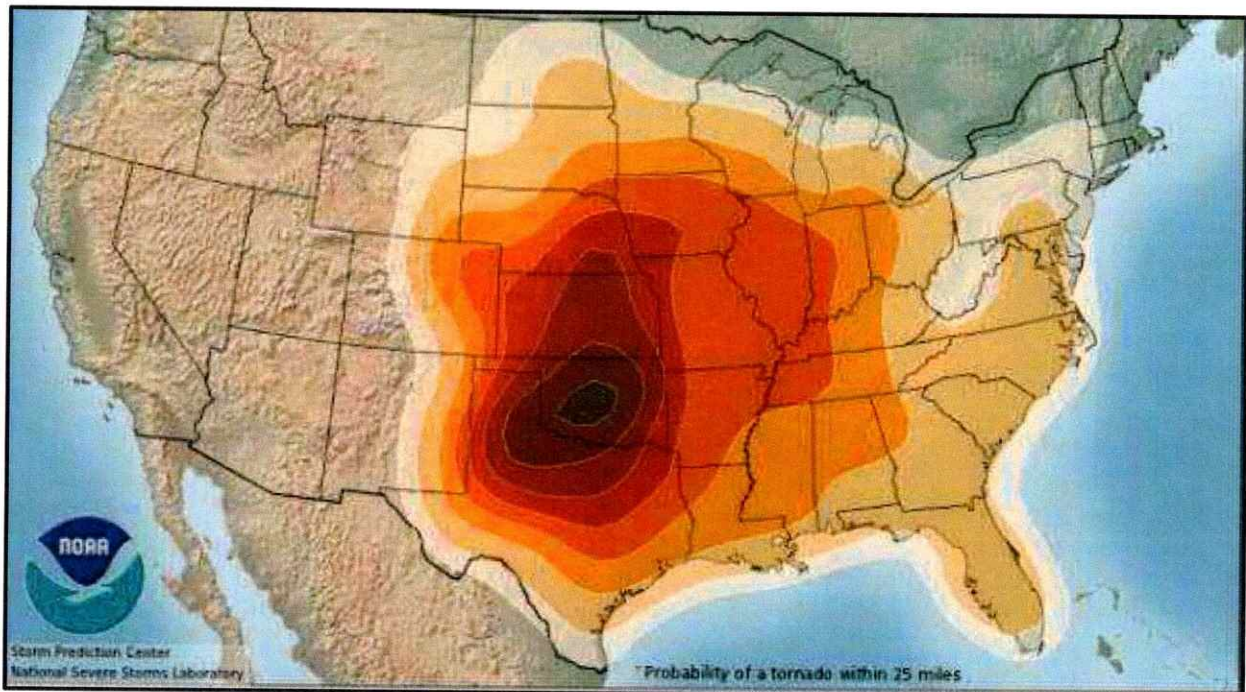 NOAA
Storm Prediction Center
National Severe Storms Laboratory
Probability of a tornado within 25 miles